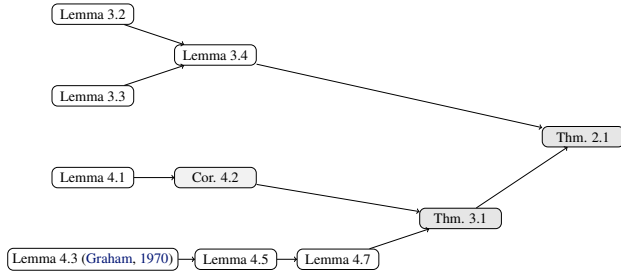 Lemma 3.2
Lemma 3.4
Lemma 3.3
Thm. 2.1
Lemma 4.1
Cor. 4.2
Thm. 3.1
Lemma 4.3 (Graham, 1970)
Lemma 4.5
Lemma 4.7